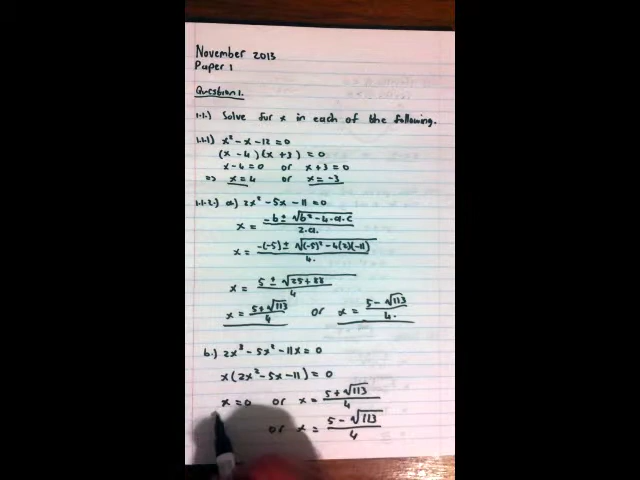 November 2013
Paper 1
Question 1.
1.1.) Solve for x in each of the following.
1.1.1) x² - x - 12 = 0
(x - 4)(x + 3) = 0
x - 4 = 0 or x + 3 = 0
⇒ x = 4 or x = -3
1.1.2.) a) 2x² - 5x - 11 = 0
x = -b ± √b² - 4.a.c / 2.a.
x = -(-5) ± √(-5)² - 4(2)(-11) / 4.
x = 5 ± √25 + 88 / 4
x = 5 + √113 / 4 or x = 5 - √113 / 4.
b.) 2x³ - 5x² - 11x = 0
x(2x² - 5x - 11) = 0
x = 0 or x = 5 + √113 / 4
or x = 5 - √113 / 4